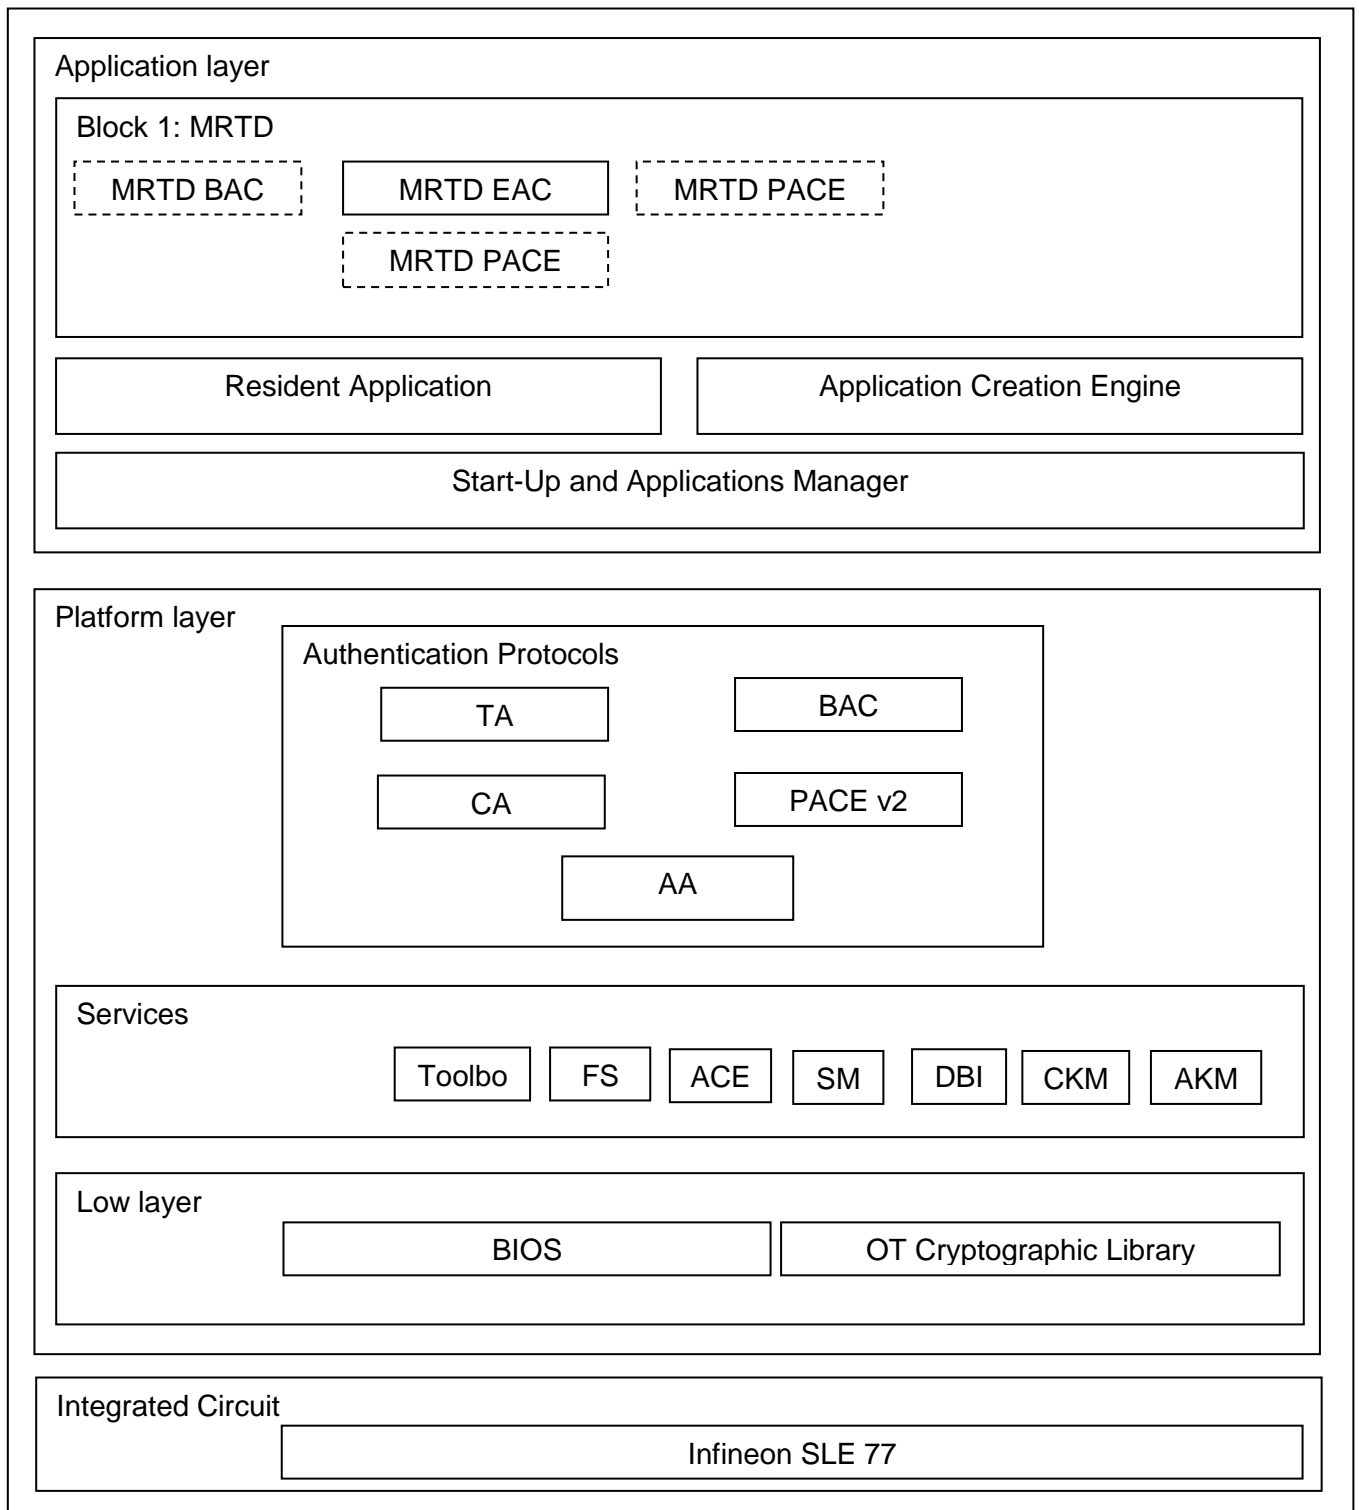 Application layer
Block 1: MRTD
MRTD BAC
MRTD EAC
MRTD PACE
MRTD PACE
Resident Application
Application Creation Engine
Start-Up and Applications Manager
Platform layer
Authentication Protocols
TA
BAC
CA
PACE v2
AA
Services
Toolbo
FS
ACE
SM
DBI
CKM
AKM
Low layer
BIOS
OT Cryptographic Library
Integrated Circuit
Infineon SLE 77